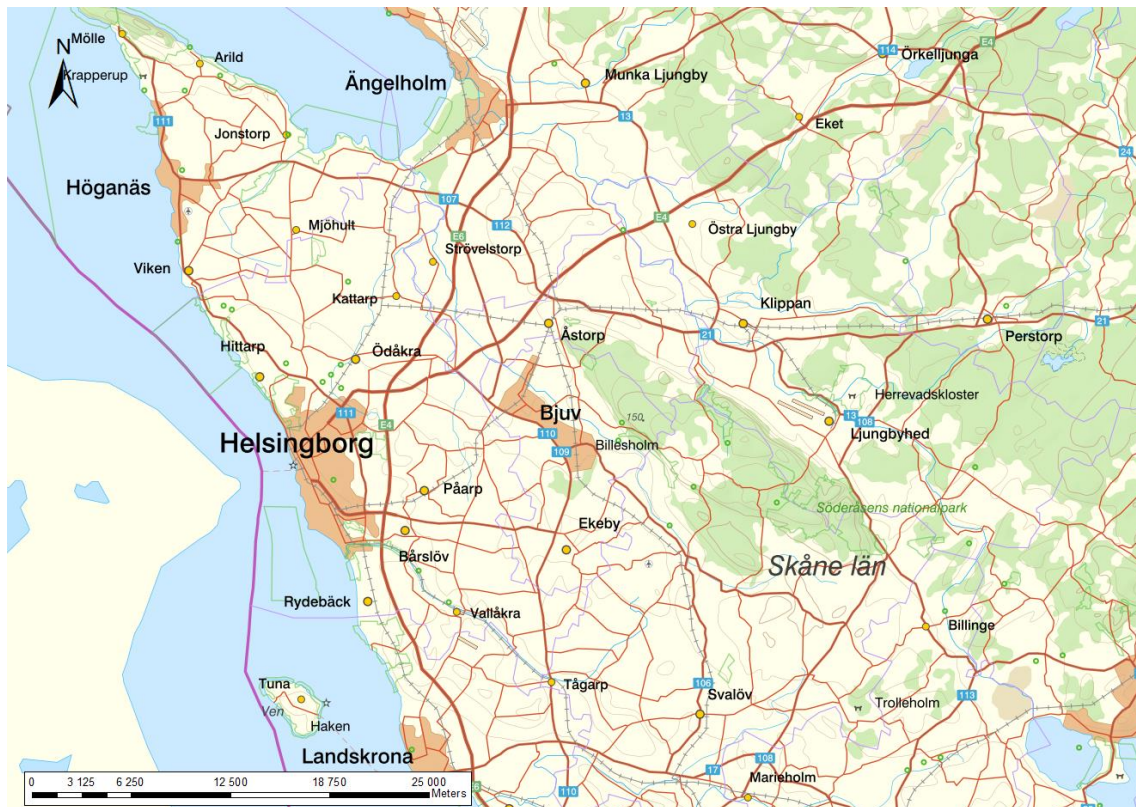 Mölle
N
Arild
Krapperup
Ängelholm
Munka Ljungby
114
Örkelljunga
E4
111
13
Jonstorp
Eket
24
Höganäs
107
E4
112
Mjöhult
E6
Strövelstorp
Östra Ljungby
Viken
Kattarp
Klippan
21
21
Perstorp
Åstorp
Hittarp
Ödåkra
Herrevadskloster
111
E4
Bjuv
150
13
108
Ljungbyhed
Helsingborg
110
109
Billesholm
Påarp
Söderåsens nationalpark
Ekeby
Bårslöv
Skåne län
Rydebäck
Vallåkra
Billinge
Tuna
Ven
Haken
Tågarp
106
Svalöv
113
Trolleholm
Landskrona
108
17
E6
110
Marieholm
0 3 125 6 250 12 500 18 750 25 000
Meters